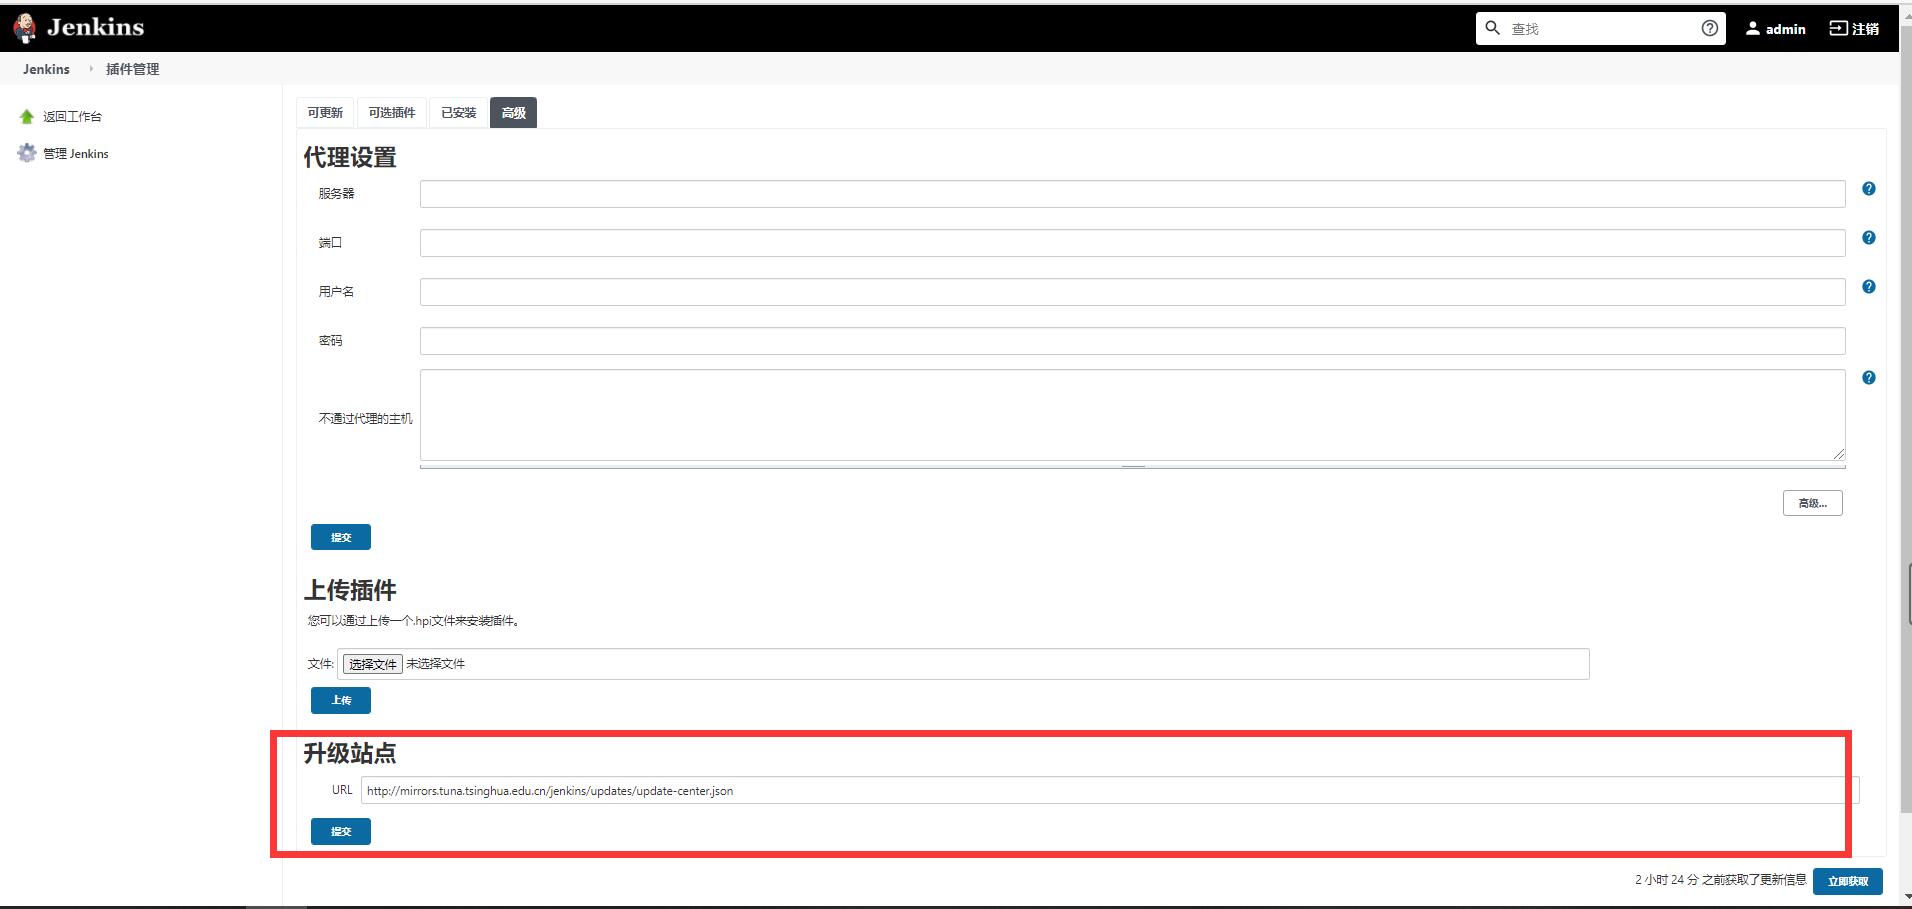 Jenkins
查找
admin
注销
Jenkins
插件管理
返回工作台
管理 Jenkins
可更新
可选插件
已安装
高级
代理设置
服务器
端口
用户名
密码
不通过代理的主机
高级...
提交
上传插件
您可以通过上传一个.hpi文件来安装插件。
文件: 选择文件 未选择文件
上传
升级站点
URL http://mirrors.tuna.tsinghua.edu.cn/jenkins/updates/update-center.json
提交
2 小时 24 分 之前获取了更新信息 立即获取